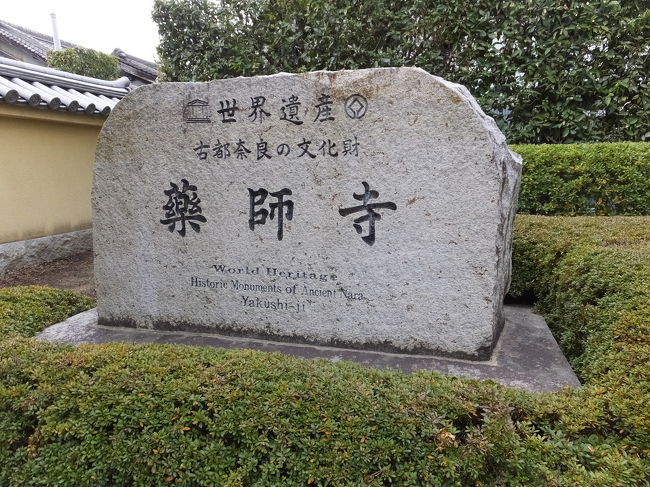 世界遺産
古都奈良の文化財
藥師寺
World Heritage
Historic Monuments of Ancient Nara
Yakushi-ji